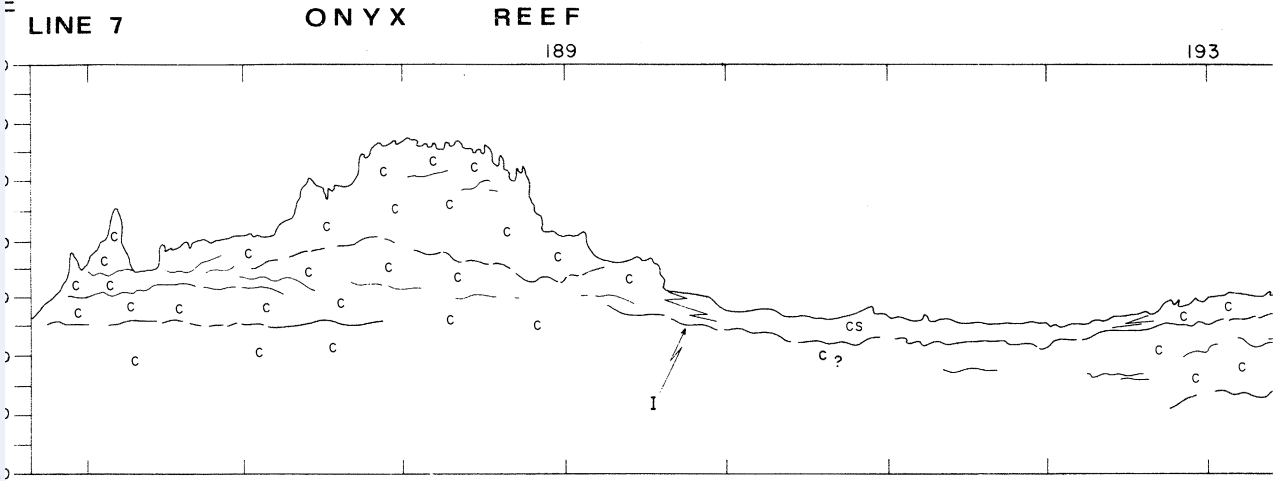 LINE 7
ONYX REEF
189 193
C C C
C C C
C C
C C C
C C C C C
C C C C C
C C C C C C
C C CS
C C C C ? C
C C
I